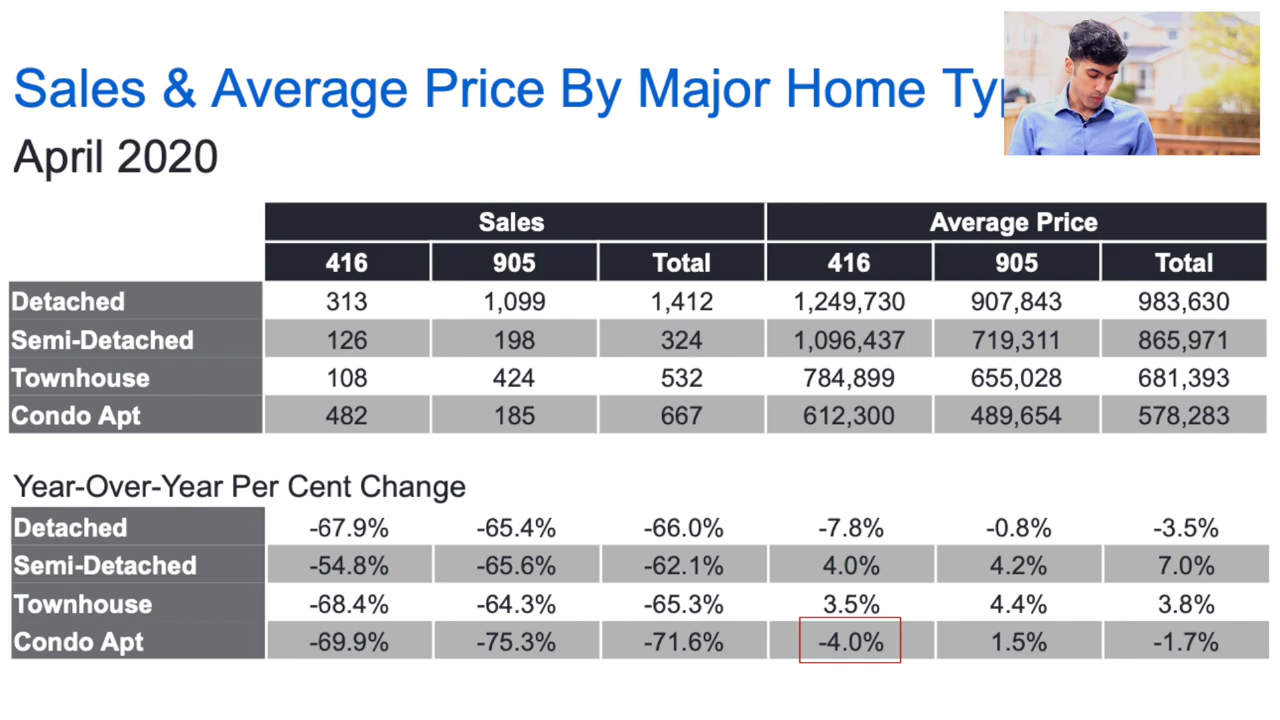 Sales & Average Price By Major Home
April 2020
Sales Average Price
416 905 Total 416 905 Total
Detached 313 1,099 1,412 1,249,730 907,843 983,630
Semi-Detached 126 198 324 1,096,437 719,311 865,971
Townhouse 108 424 532 784,899 655,028 681,393
Condo Apt 482 185 667 612,300 489,654 578,283
Year-Over-Year Per Cent Change
Detached -67.9% -65.4% -66.0% -7.8% -0.8% -3.5%
Semi-Detached -54.8% -65.6% -62.1% 4.0% 4.2% 7.0%
Townhouse -68.4% -64.3% -65.3% 3.5% 4.4% 3.8%
Condo Apt -69.9% -75.3% -71.6% -4.0% 1.5% -1.7%